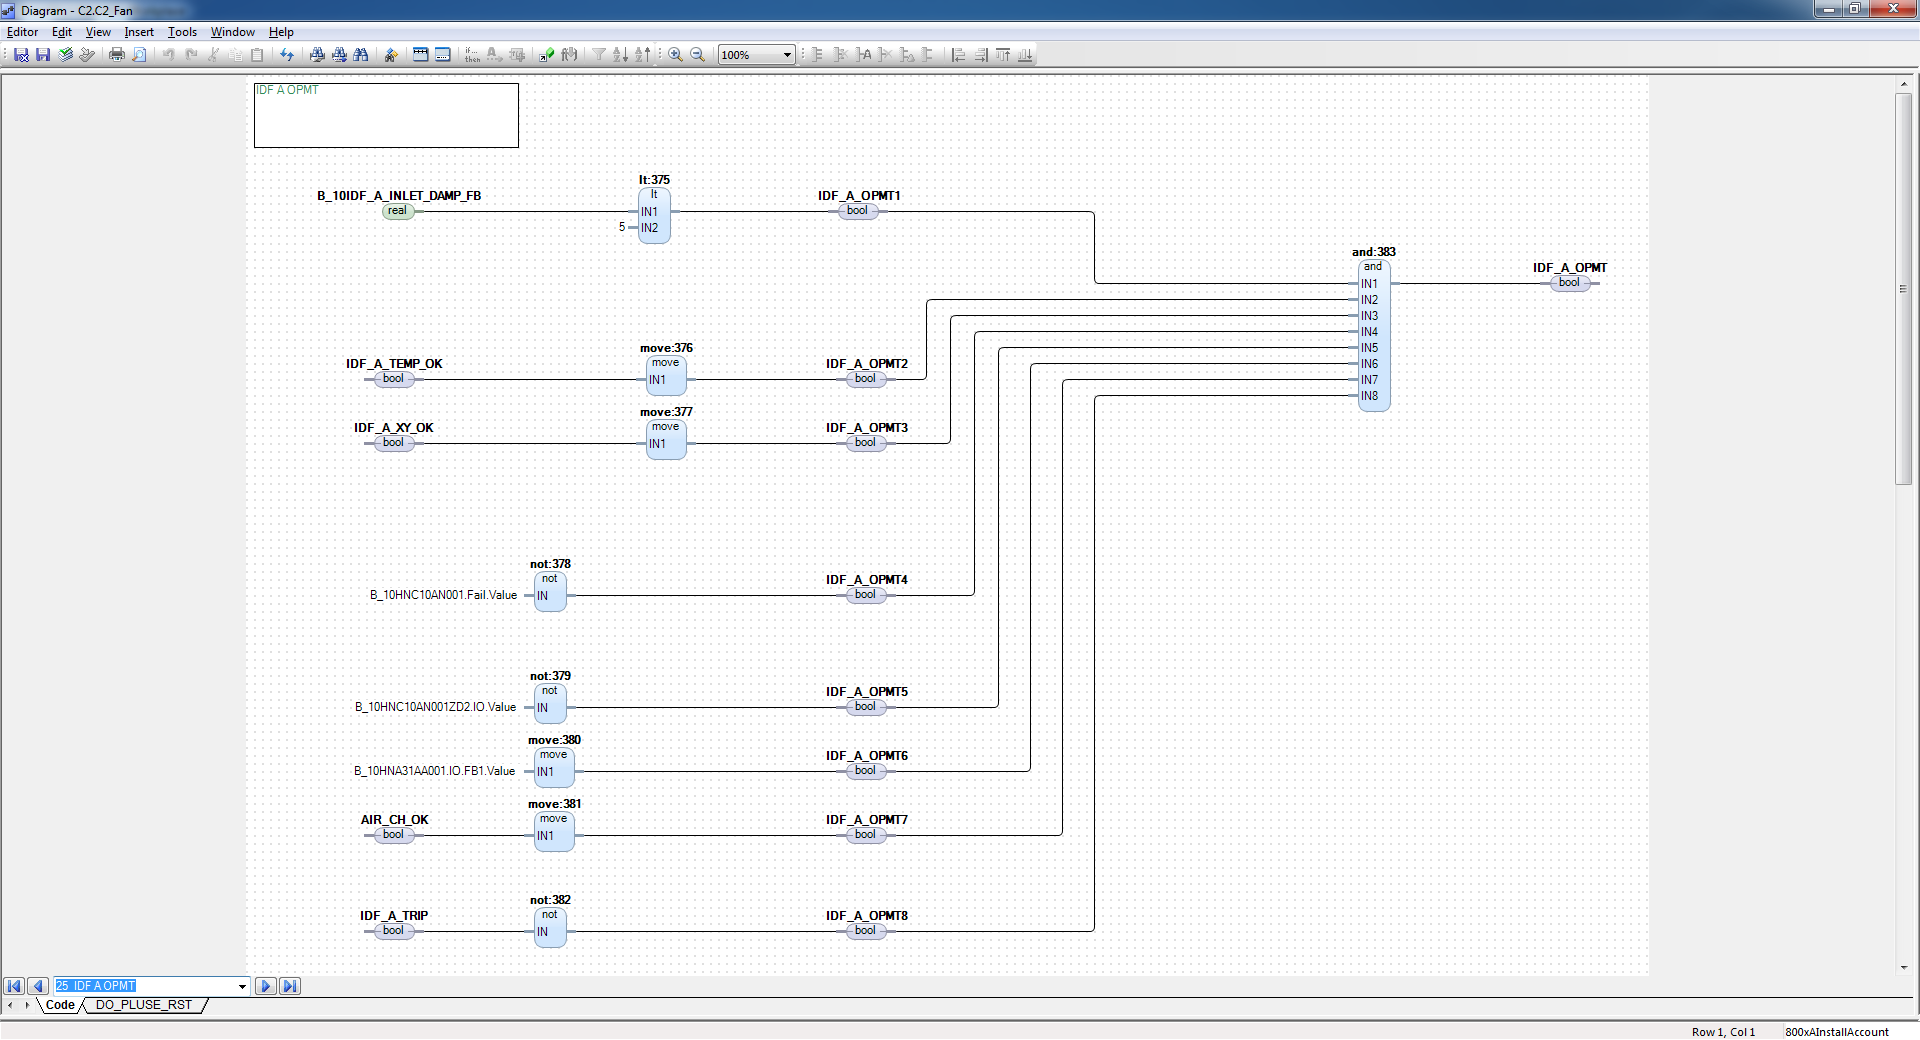 Diagram - C2.C2_Fan
Editor Edit View Insert Tools Window Help
if... then
100%
IDF A OPMT
B_10IDF_A_INLET_DAMP_FB
real
lt:375
lt
IN1
5 IN2
IDF_A_OPMT1
bool
and:383
and
IN1
IN2
IN3
IN4
IN5
IN6
IN7
IN8
IDF_A_OPMT
bool
IDF_A_TEMP_OK
bool
move:376
move
IN1
IDF_A_OPMT2
bool
IDF_A_XY_OK
bool
move:377
move
IN1
IDF_A_OPMT3
bool
B_10HNC10AN001.Fail.Value
not:378
not
IN
IDF_A_OPMT4
bool
B_10HNC10AN001ZD2.IO.Value
not:379
not
IN
IDF_A_OPMT5
bool
B_10HNA31AA001.IO.FB1.Value
move:380
move
IN1
IDF_A_OPMT6
bool
AIR_CH_OK
bool
move:381
move
IN1
IDF_A_OPMT7
bool
IDF_A_TRIP
bool
not:382
not
IN
IDF_A_OPMT8
bool
25 IDF A OPMT
Code DO_PLUSE_RST
Row 1, Col 1 800xAInstallAccount